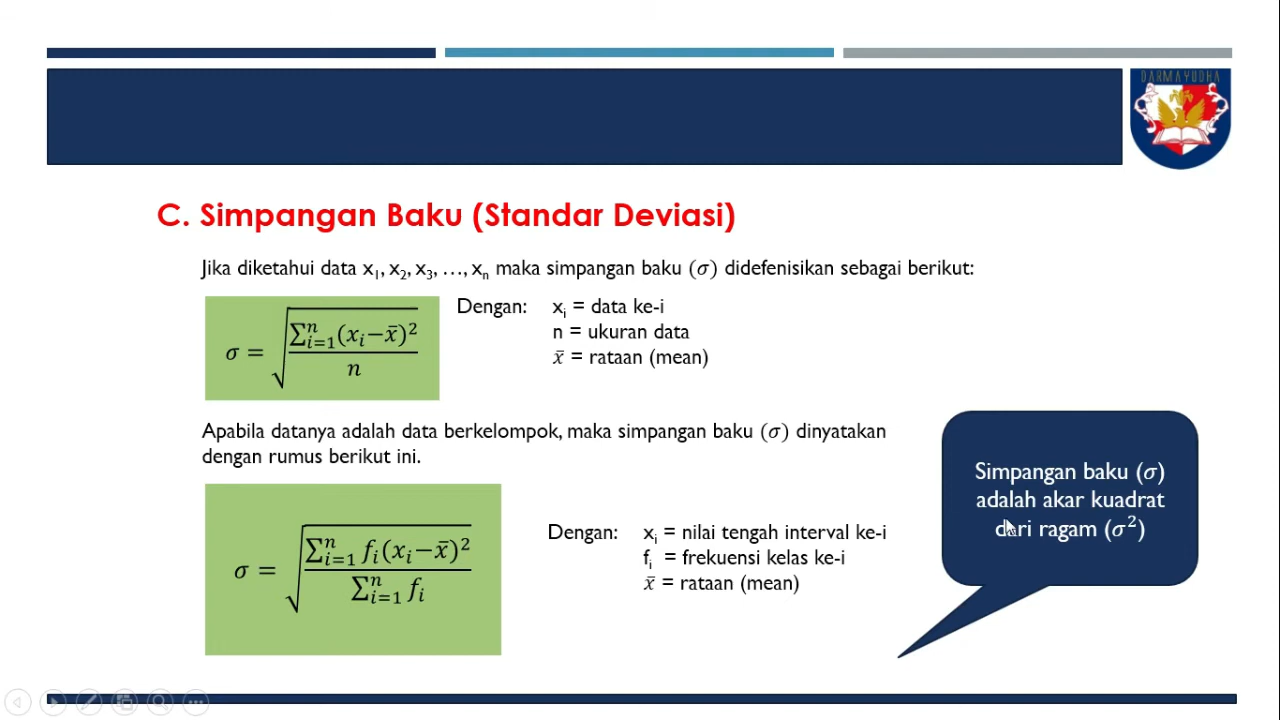 DARMAYUDHA
C. Simpangan Baku (Standar Deviasi)
Jika diketahui data x₁, x₂, x₃, …, xₙ maka simpangan baku (σ) didefenisikan sebagai berikut:
σ = √(∑ⁿᵢ₌₁(xᵢ−x̄)² / n)
Dengan: xᵢ = data ke-i
n = ukuran data
x̄ = rataan (mean)
Apabila datanya adalah data berkelompok, maka simpangan baku (σ) dinyatakan
dengan rumus berikut ini.
σ = √(∑ⁿᵢ₌₁ fᵢ(xᵢ−x̄)² / ∑ⁿᵢ₌₁ fᵢ)
Dengan: xᵢ = nilai tengah interval ke-i
fᵢ = frekuensi kelas ke-i
x̄ = rataan (mean)
Simpangan baku (σ)
adalah akar kuadrat
dari ragam (σ²)